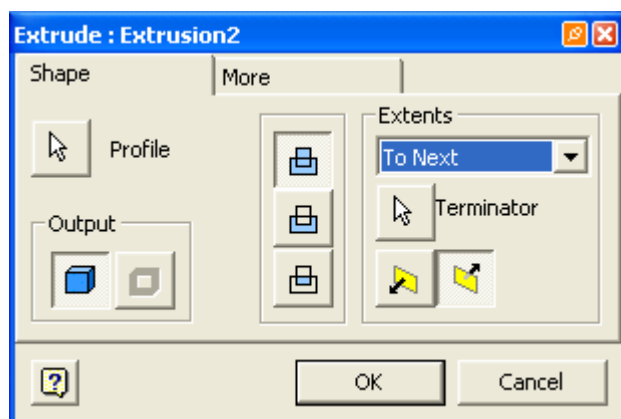 Extrude : Extrusion2
Shape
More
Profile
Extents
To Next
Terminator
Output
OK
Cancel